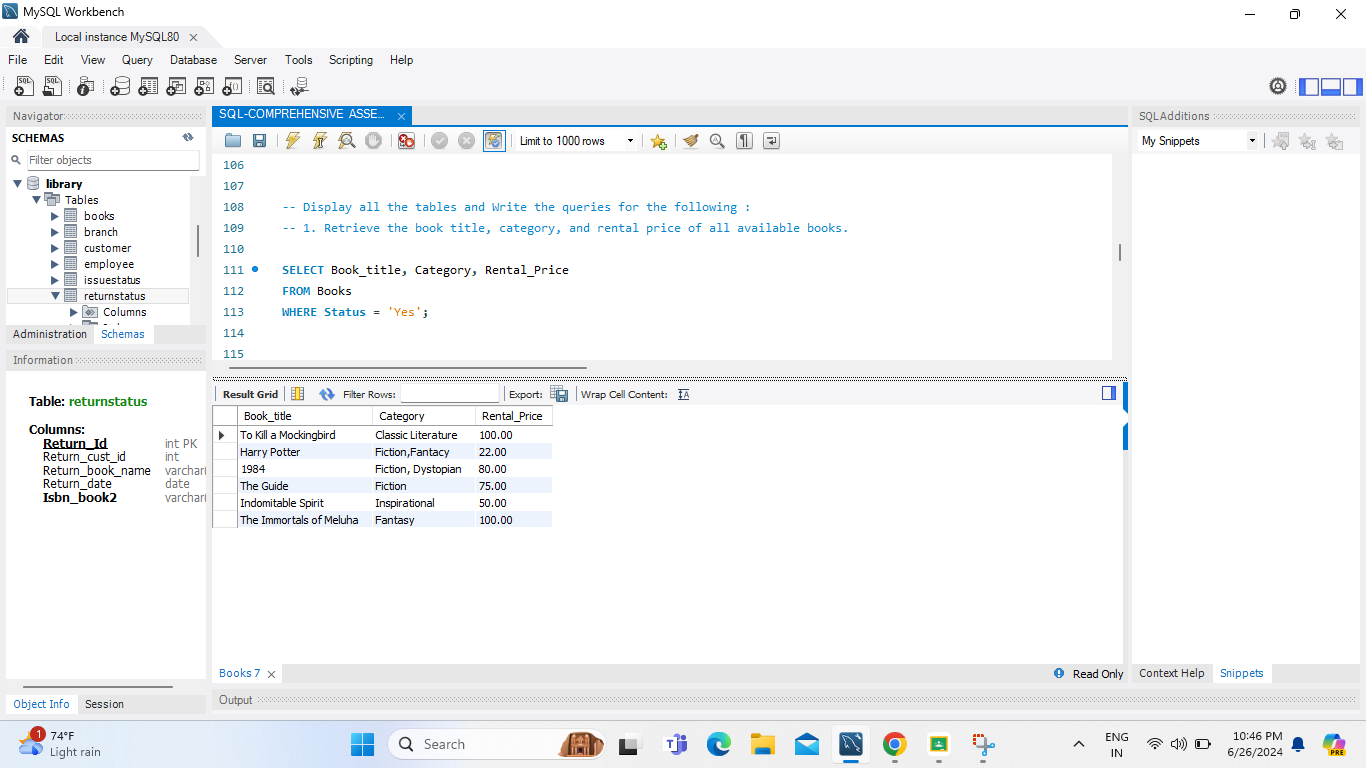 MySQL Workbench
Local instance MySQL80
File Edit View Query Database Server Tools Scripting Help
Navigator
SCHEMAS
Filter objects
library
Tables
books
branch
customer
employee
issuestatus
returnstatus
Columns
Administration Schemas
Information
Table: returnstatus
Columns:
Return_Id int PK
Return_cust_id int
Return_book_name varchar(
Return_date date
Isbn_book2 varchar(
Object Info Session
SQL-COMPREHENSIVE ASSE...
Limit to 1000 rows
106
107
108 -- Display all the tables and Write the queries for the following :
109 -- 1. Retrieve the book title, category, and rental price of all available books.
110
111 SELECT Book_title, Category, Rental_Price
112 FROM Books
113 WHERE Status = 'Yes';
114
115
Result Grid Filter Rows: Export: Wrap Cell Content:
Book_title Category Rental_Price
To Kill a Mockingbird Classic Literature 100.00
Harry Potter Fiction,Fantacy 22.00
1984 Fiction, Dystopian 80.00
The Guide Fiction 75.00
Indomitable Spirit Inspirational 50.00
The Immortals of Meluha Fantasy 100.00
Books 7
Read Only
Output
SQLAdditions
My Snippets
Context Help Snippets
1
74°F
Light rain
Search
ENG
IN
10:46 PM
6/26/2024
PRE